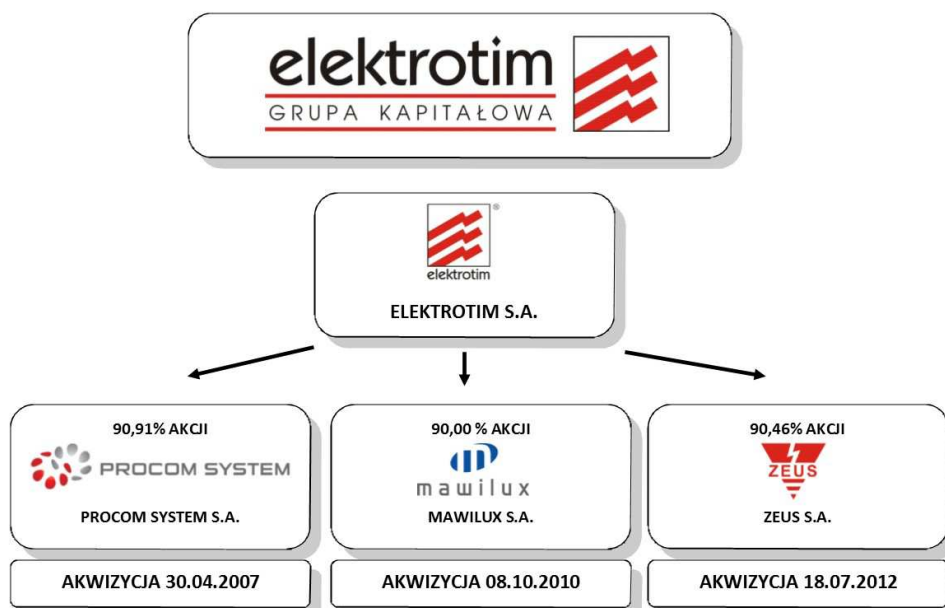 elektrotim
GRUPA KAPITAŁOWA
®
elektrotim
ELEKTROTIM S.A.
90,91% AKCJI
PROCOM SYSTEM
PROCOM SYSTEM S.A.
90,00 % AKCJI
mawilux
MAWILUX S.A.
90,46% AKCJI
ZEUS
ZEUS S.A.
AKWIZYCJA 30.04.2007
AKWIZYCJA 08.10.2010
AKWIZYCJA 18.07.2012